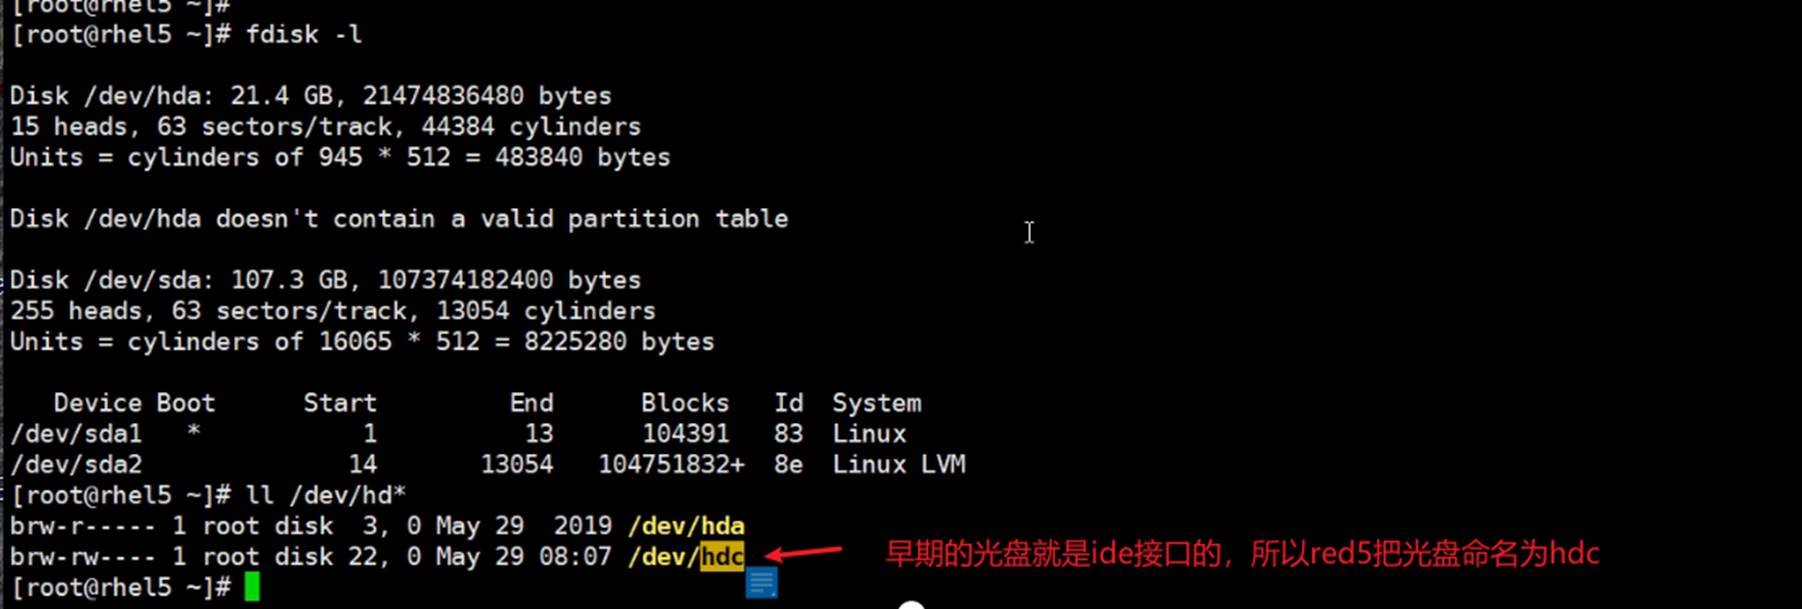 [root@rhel5 ~]#
[root@rhel5 ~]# fdisk -l
Disk /dev/hda: 21.4 GB, 21474836480 bytes
15 heads, 63 sectors/track, 44384 cylinders
Units = cylinders of 945 * 512 = 483840 bytes
Disk /dev/hda doesn't contain a valid partition table
Disk /dev/sda: 107.3 GB, 107374182400 bytes
255 heads, 63 sectors/track, 13054 cylinders
Units = cylinders of 16065 * 512 = 8225280 bytes
Device Boot Start End Blocks Id System
/dev/sda1 * 1 13 104391 83 Linux
/dev/sda2 14 13054 104751832+ 8e Linux LVM
[root@rhel5 ~]# ll /dev/hd*
brw-r----- 1 root disk 3, 0 May 29 2019 /dev/hda
brw-rw---- 1 root disk 22, 0 May 29 08:07 /dev/hdc
早期的光盘就是ide接口的，所以red5把光盘命名为hdc
[root@rhel5 ~]#